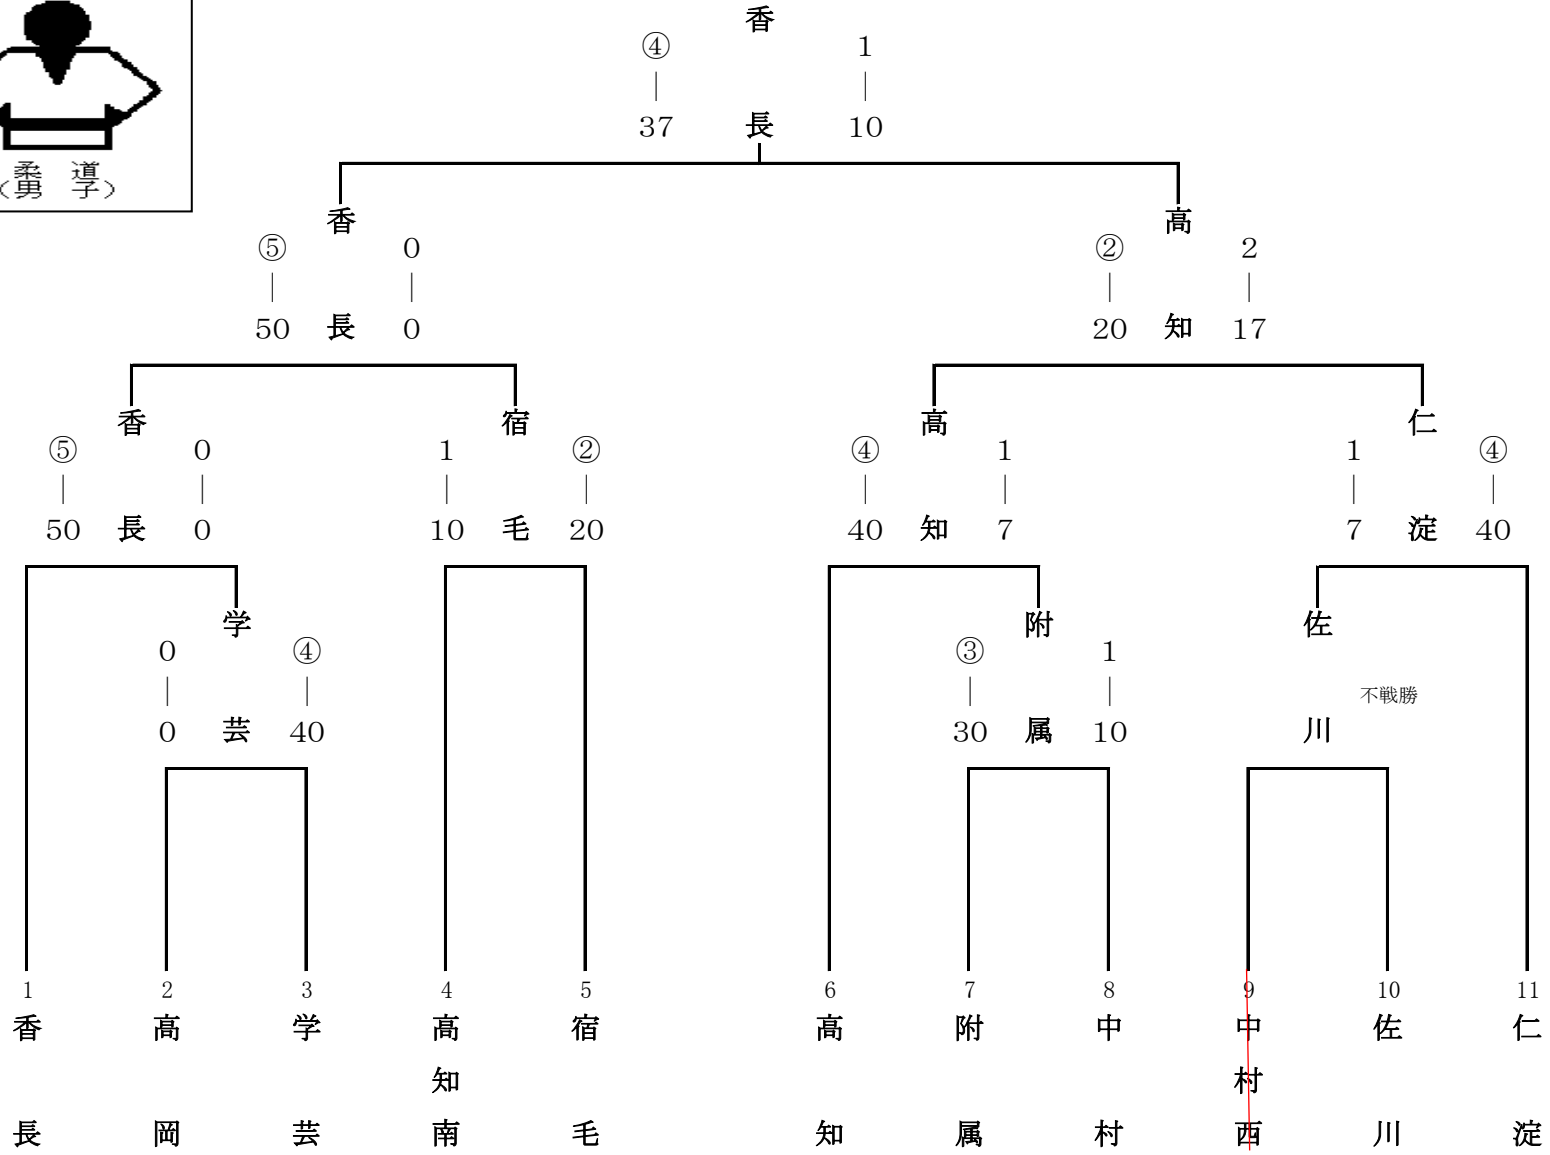 香
④ 1
｜ ｜
37 長 10
柔 道
（男 子）
香 高
⑤ 0 ② 2
｜ ｜ ｜ ｜
50 長 0 20 知 17
香 宿 高 仁
⑤ 0 1 ② ④ 1 1 ④
｜ ｜ ｜ ｜ ｜ ｜ ｜ ｜
50 長 0 10 毛 20 40 知 7 7 淀 40
学 附 佐
0 ④ ③ 1
｜ ｜ ｜ ｜ 不戦勝
0 芸 40 30 属 10 川
1 2 3 4 5 6 7 8 9 10 11
香 高 学 高 宿 高 附 中 中 佐 仁
知 村
長 岡 芸 南 毛 知 属 村 西 川 淀